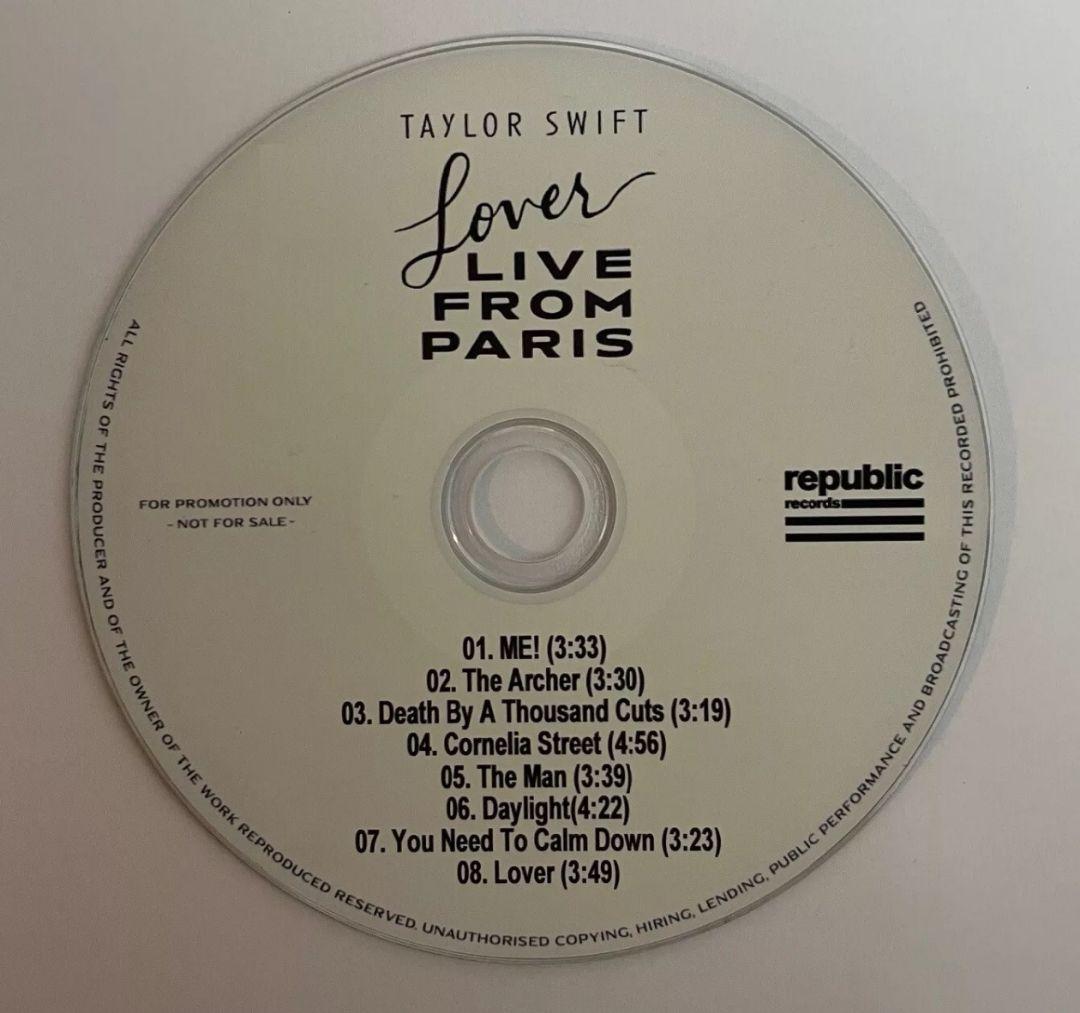 TAYLOR SWIFT
Lover
LIVE
FROM
PARIS
FOR PROMOTION ONLY
- NOT FOR SALE -
republic
records
01. ME! (3:33)
02. The Archer (3:30)
03. Death By A Thousand Cuts (3:19)
04. Cornelia Street (4:56)
05. The Man (3:39)
06. Daylight(4:22)
07. You Need To Calm Down (3:23)
08. Lover (3:49)
ALL RIGHTS OF THE PRODUCER AND OF THE OWNER OF THE WORK REPRODUCED RESERVED. UNAUTHORISED COPYING, HIRING, LENDING, PUBLIC PERFORMANCE AND BROADCASTING OF THIS RECORDED PROHIBITED